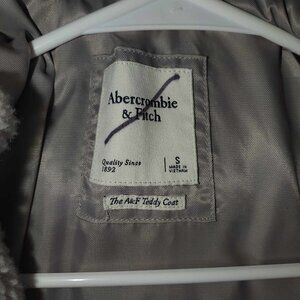 Abercrombie
& Fitch
Quality Since
1892
S
MADE IN
VIETNAM
The A&F Teddy Coat